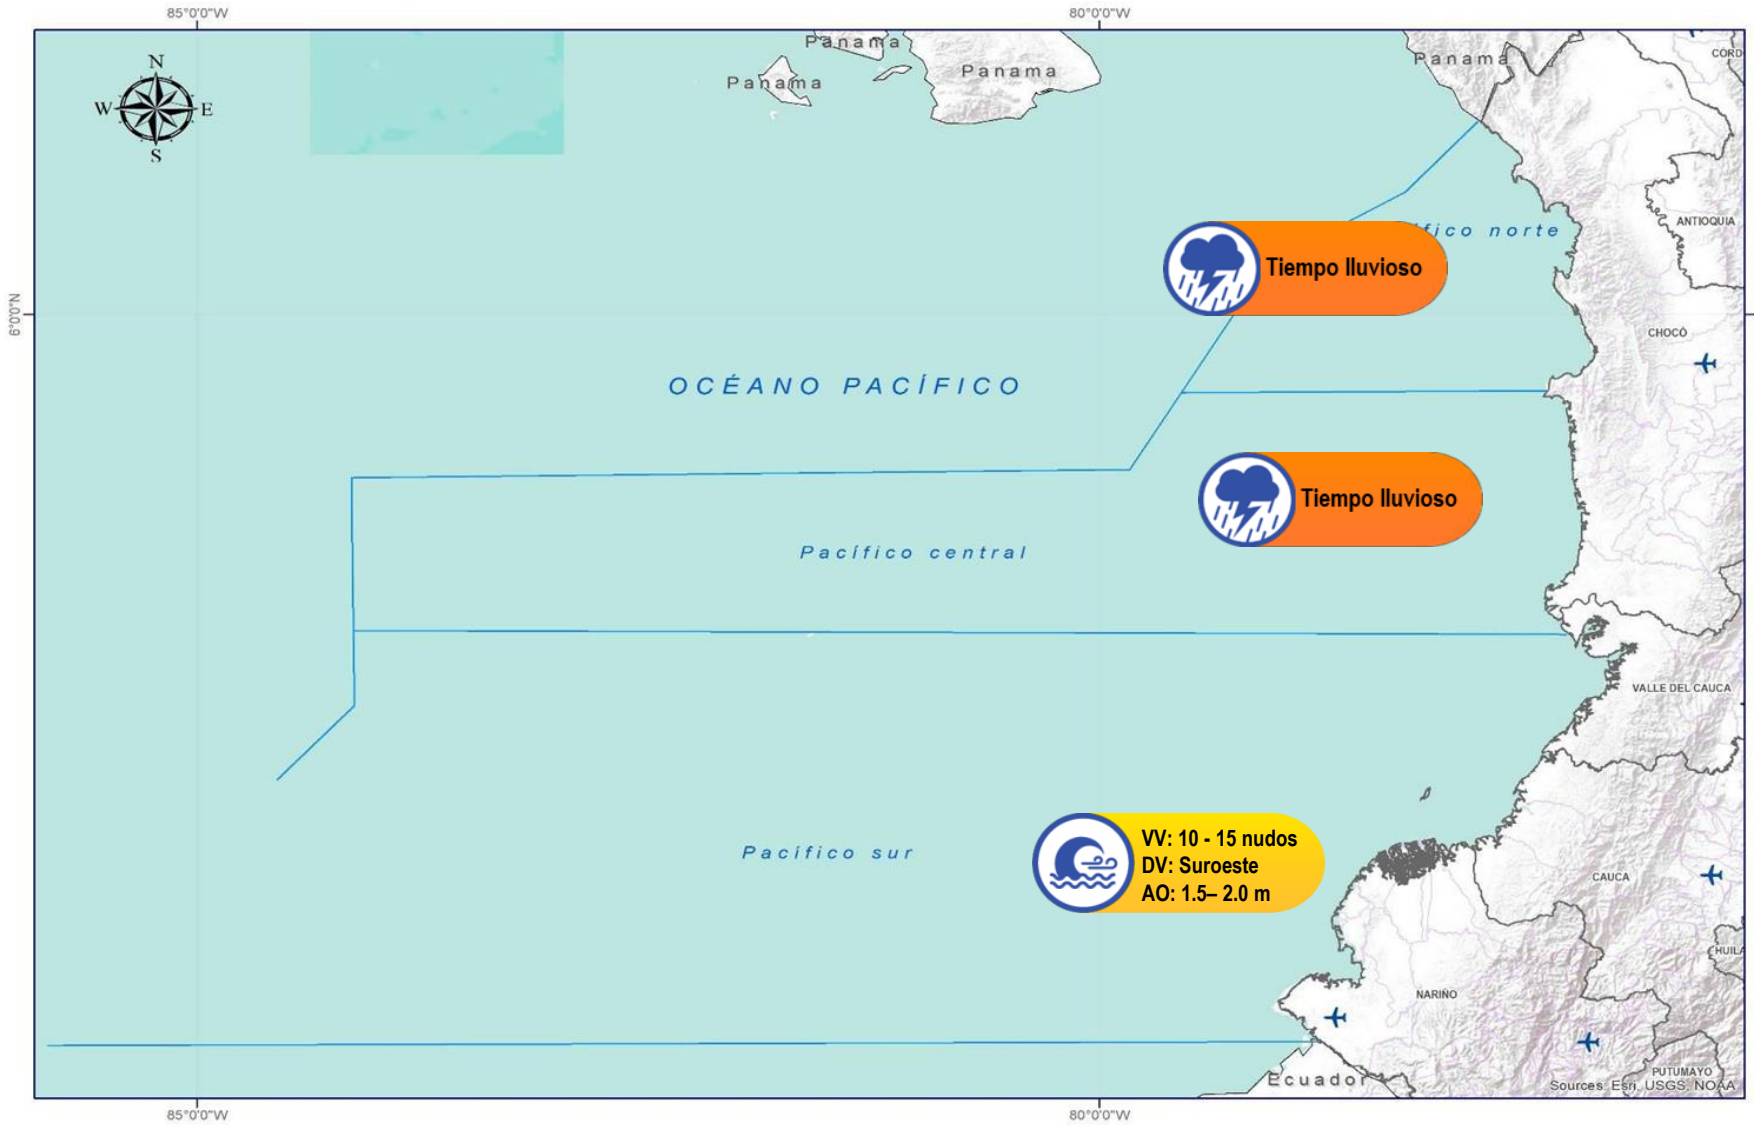 85°0'0"W
80°0'0"W
Panama
Panama
Panama
Panama
N
W
E
S
CÓRD
ANTIOQUIA
fico norte
Tiempo lluvioso
6°0'0"N
CHOCÓ
OCÉANO PACÍFICO
Tiempo lluvioso
Pacífico central
VALLE DEL CAUCA
VV: 10 - 15 nudos
DV: Suroeste
AO: 1.5– 2.0 m
Pacífico sur
CAUCA
HUILA
NARIÑO
PUTUMAYO
Ecuador
Sources: Esri, USGS, NOAA
85°0'0"W
80°0'0"W